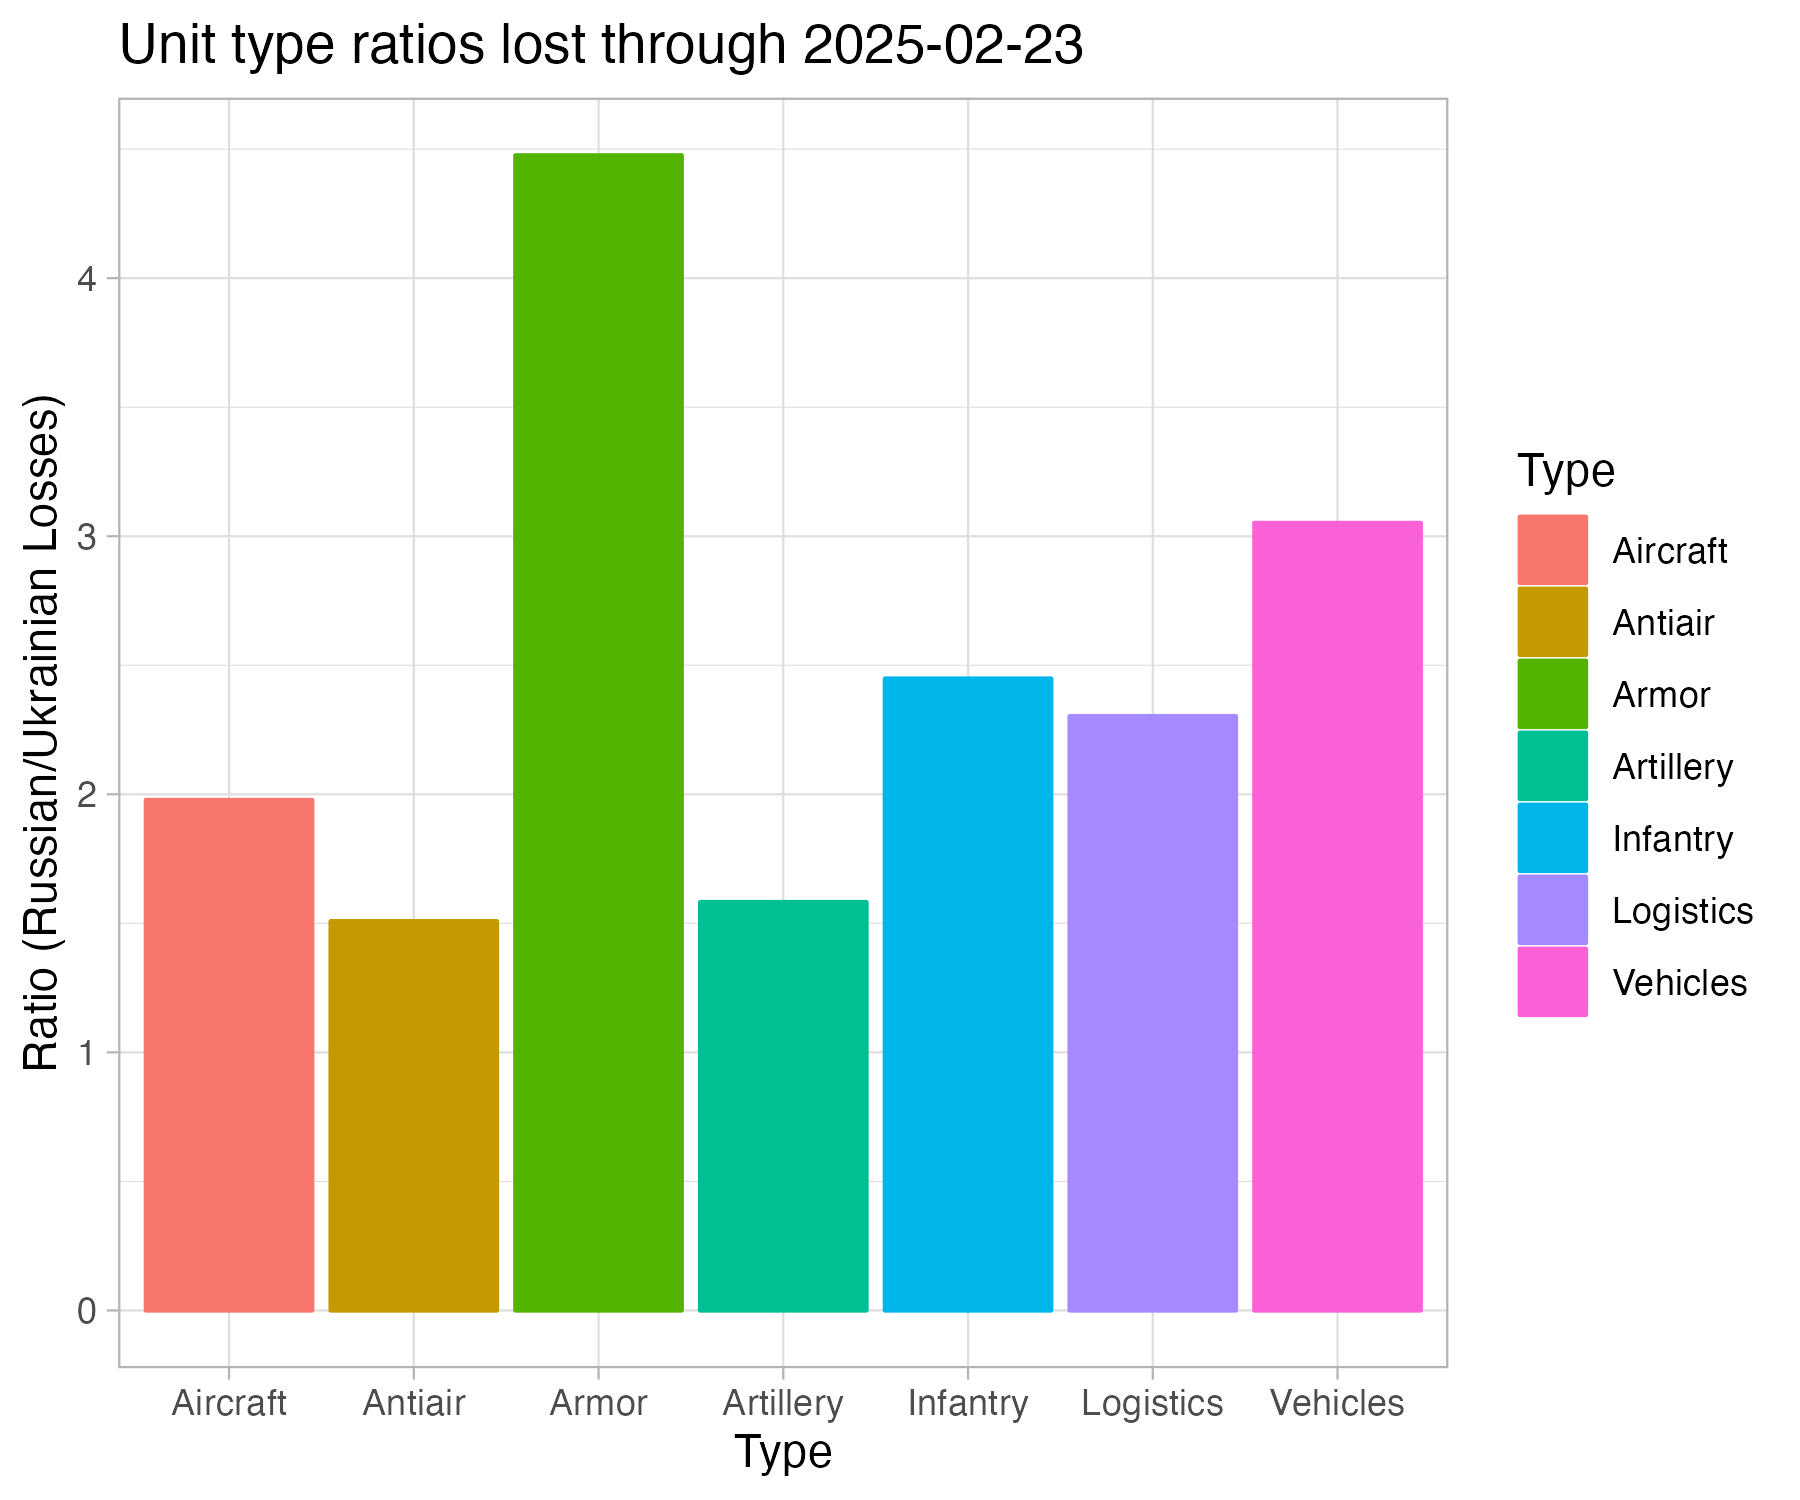 Unit type ratios lost through 2025-02-23
Ratio (Russian/Ukrainian Losses)
4
3
2
1
0
Aircraft
Antiair
Armor
Artillery
Infantry
Logistics
Vehicles
Type
Type
Aircraft
Antiair
Armor
Artillery
Infantry
Logistics
Vehicles